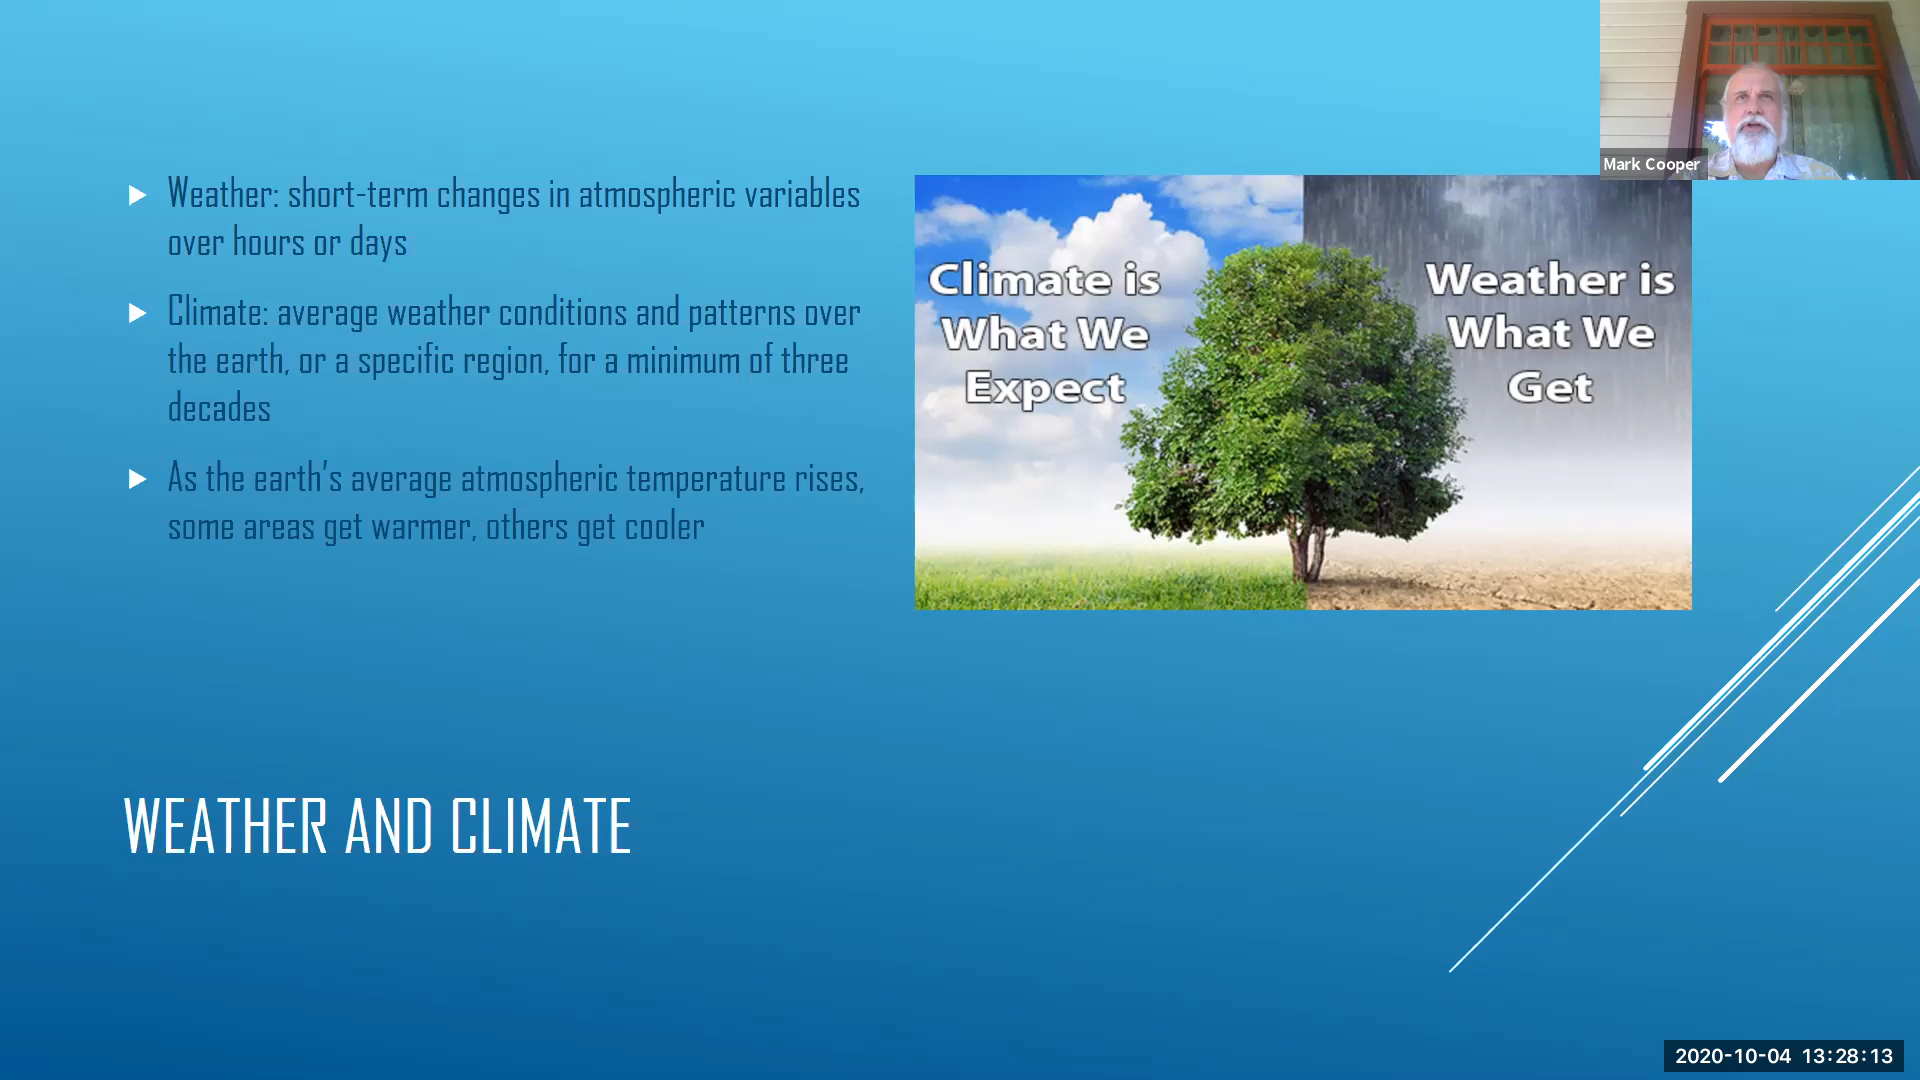 Weather: short-term changes in atmospheric variables
over hours or days
Climate: average weather conditions and patterns over
the earth, or a specific region, for a minimum of three
decades
As the earth's average atmospheric temperature rises,
some areas get warmer, others get cooler
Climate is
What We
Expect
Weather is
What We
Get
Mark Cooper
WEATHER AND CLIMATE
2020-10-04 13:28:13